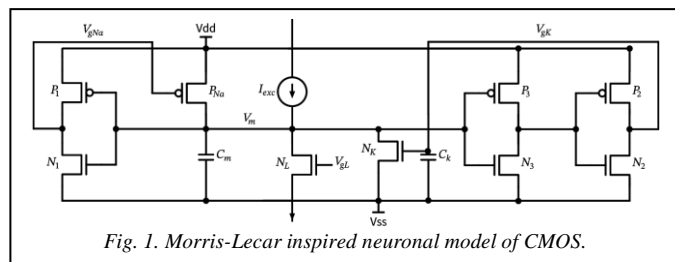 V_gNa Vdd V_gK
P_1 P_Na I_exc P_3 P_2
V_m
N_1 C_m N_L V_gL N_K C_k N_3 N_2
Vss
Fig. 1. Morris-Lecar inspired neuronal model of CMOS.